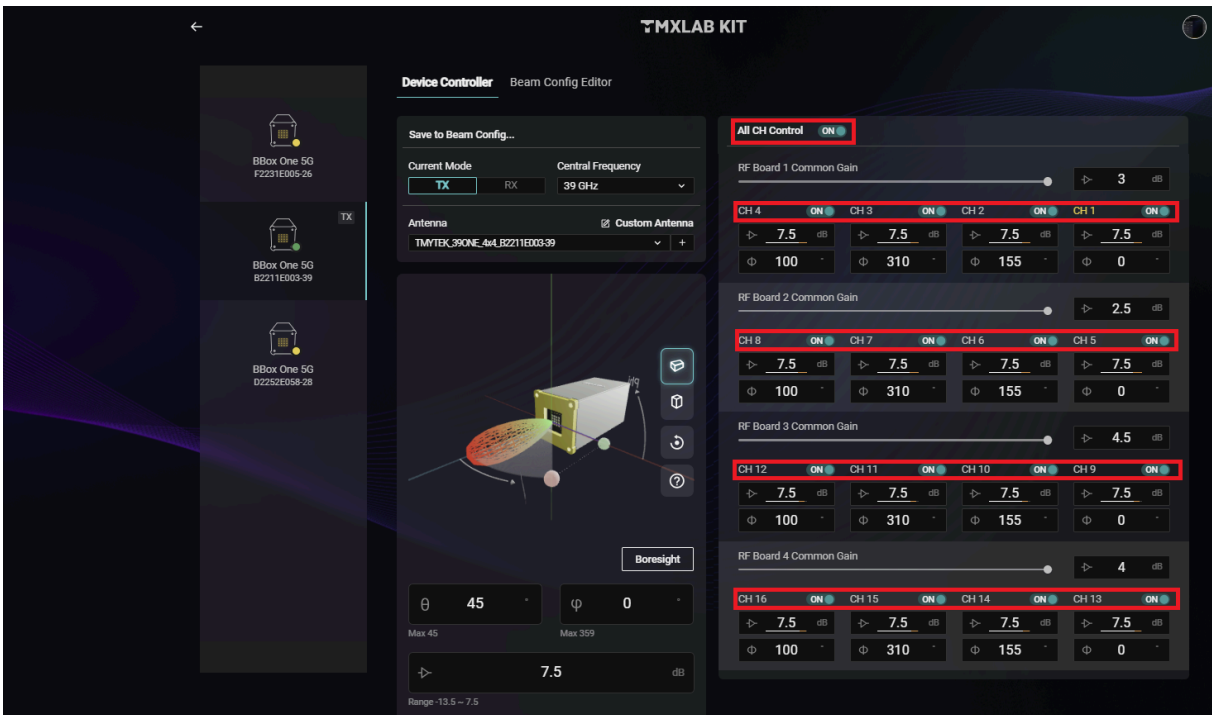 TMXLAB KIT
Device Controller Beam Config Editor
BBox One 5G
F2231E005-26
TX
BBox One 5G
B2211E003-39
BBox One 5G
D2252E058-28
Save to Beam Config...
Current Mode Central Frequency
TX RX 39 GHz
Antenna Custom Antenna
TMYTEK_39ONE_4x4_B2211E003-39 +
phi
Boresight
θ 45 ° φ 0 °
Max 45 Max 359
7.5 dB
Range -13.5 ~ 7.5
All CH Control ON
RF Board 1 Common Gain
3 dB
CH 4 ON CH 3 ON CH 2 ON CH 1 ON
7.5 dB 7.5 dB 7.5 dB 7.5 dB
Φ 100 ° Φ 310 ° Φ 155 ° Φ 0 °
RF Board 2 Common Gain
2.5 dB
CH 8 ON CH 7 ON CH 6 ON CH 5 ON
7.5 dB 7.5 dB 7.5 dB 7.5 dB
Φ 100 ° Φ 310 ° Φ 155 ° Φ 0 °
RF Board 3 Common Gain
4.5 dB
CH 12 ON CH 11 ON CH 10 ON CH 9 ON
7.5 dB 7.5 dB 7.5 dB 7.5 dB
Φ 100 ° Φ 310 ° Φ 155 ° Φ 0 °
RF Board 4 Common Gain
4 dB
CH 16 ON CH 15 ON CH 14 ON CH 13 ON
7.5 dB 7.5 dB 7.5 dB 7.5 dB
Φ 100 ° Φ 310 ° Φ 155 ° Φ 0 °